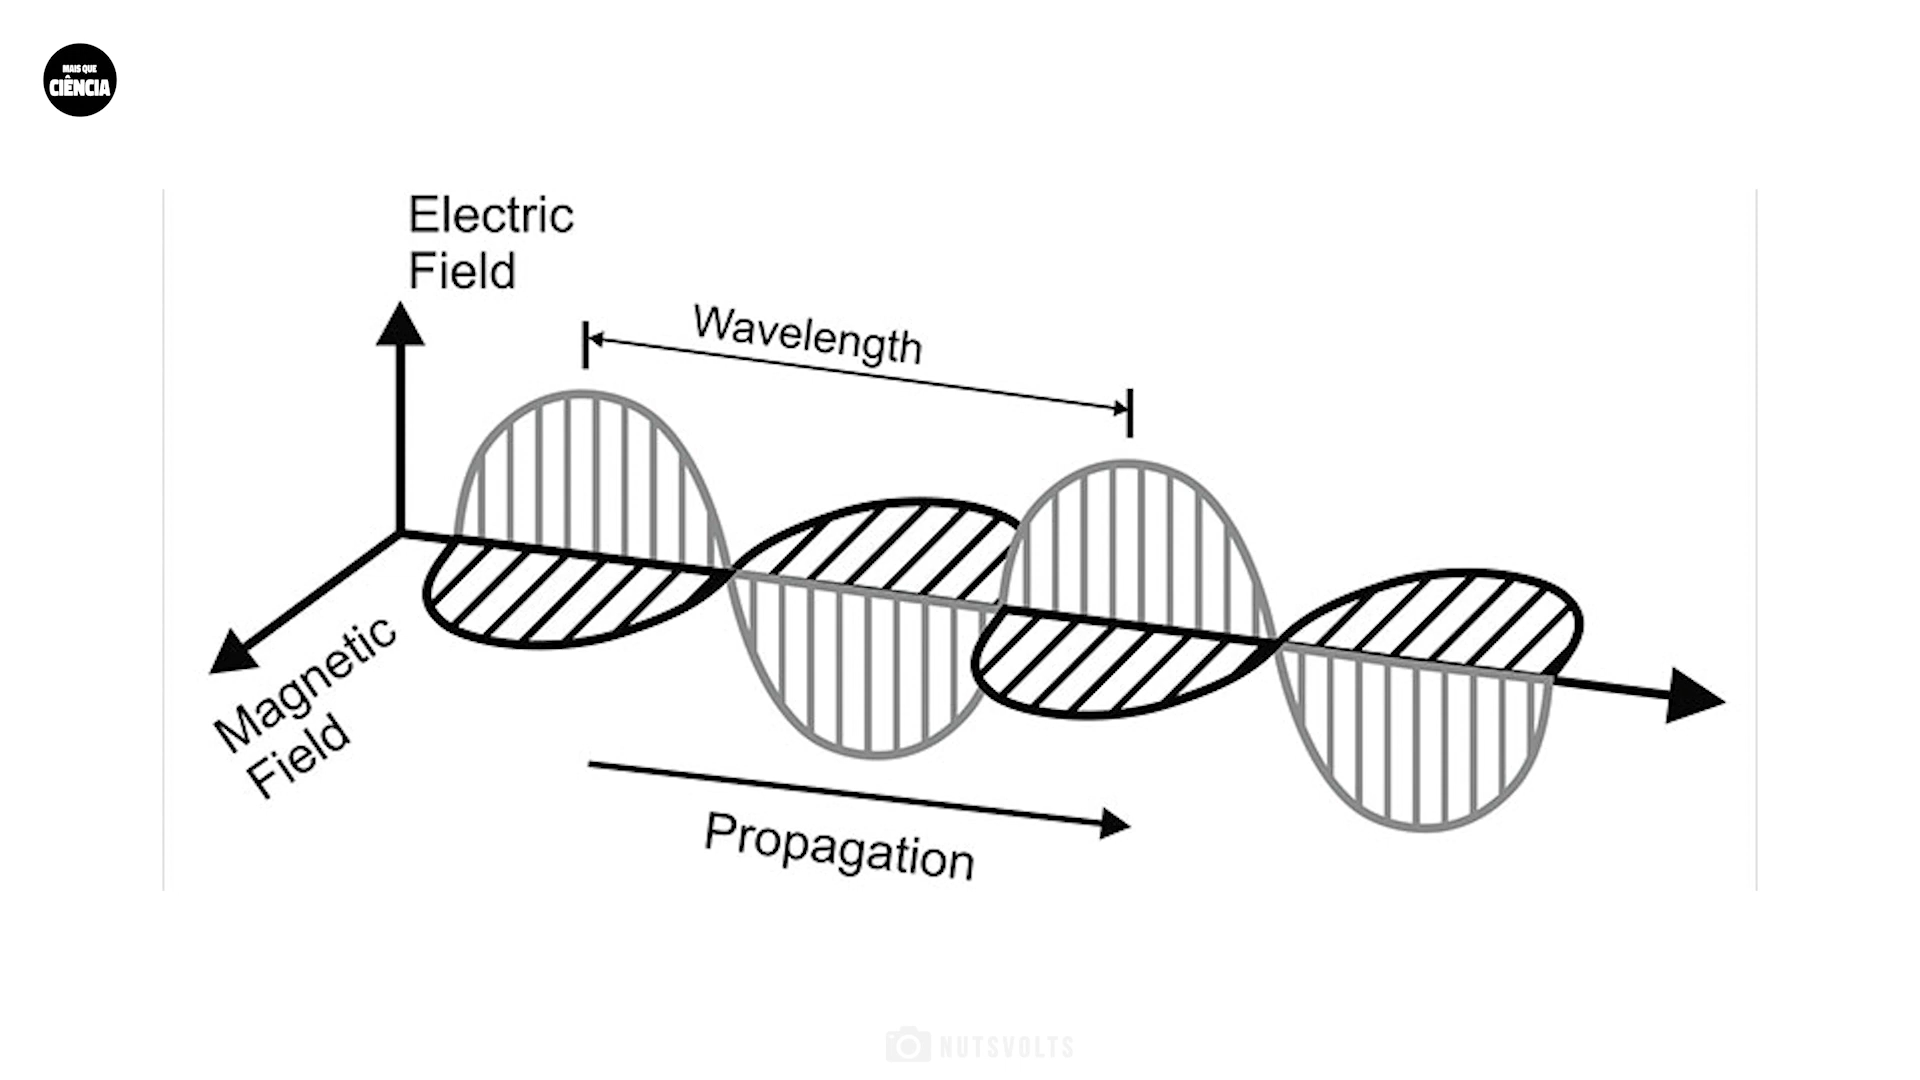 MAIS QUE
CIÊNCIA
Electric
Field
Wavelength
Magnetic
Field
Propagation
NUTSVOLTS